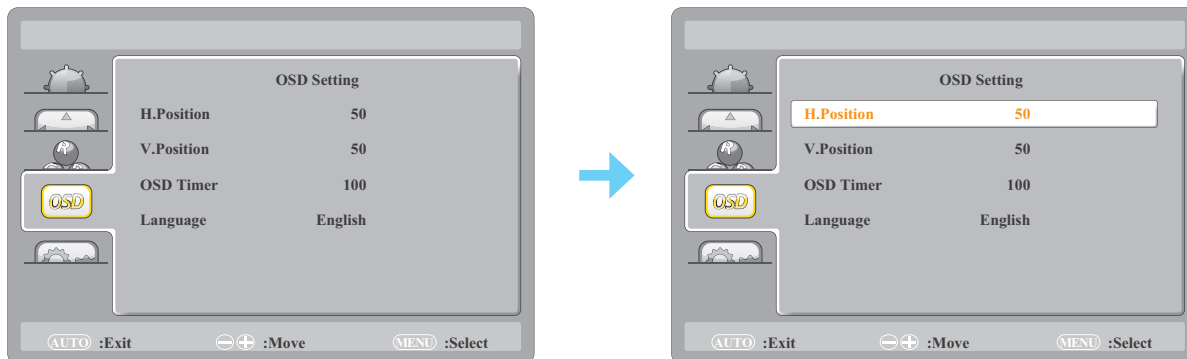 OSD Setting
H.Position 50
V.Position 50
OSD Timer 100
Language English
OSD
AUTO :Exit :Move MENU :Select
OSD Setting
H.Position 50
V.Position 50
OSD Timer 100
Language English
OSD
AUTO :Exit :Move MENU :Select